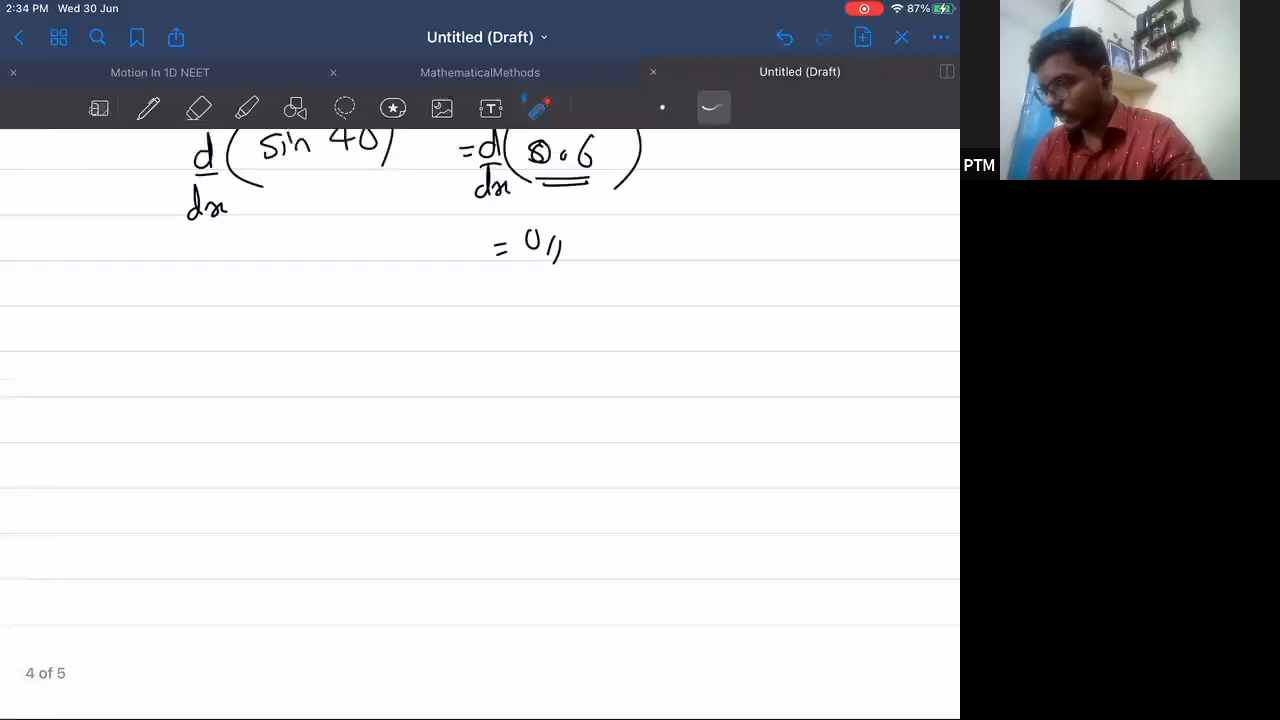 2:34 PM Wed 30 Jun 87%
Untitled (Draft)
Motion In 1D NEET MathematicalMethods Untitled (Draft)
d/dx (sin 40) = d/dx (0.6)
= 0,,
PTM
4 of 5